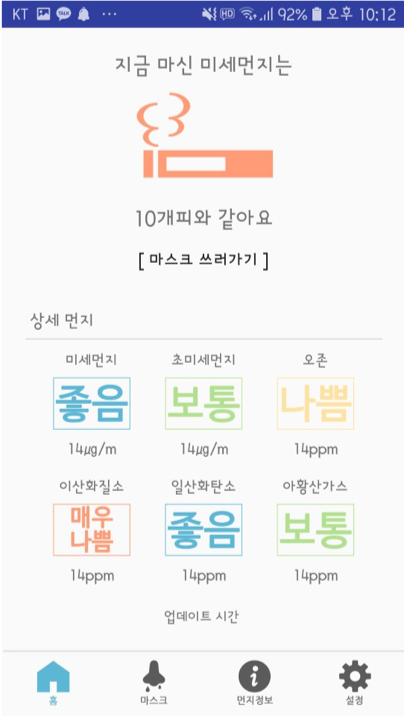 KT TALK ... HD 92% 오후 10:12
지금 마신 미세먼지는
10개피와 같아요
[ 마스크 쓰러가기 ]
상세 먼지
미세먼지 초미세먼지 오존
좋음 보통 나쁨
14㎍/m 14㎍/m 14ppm
이산화질소 일산화탄소 아황산가스
매우
나쁨 좋음 보통
14ppm 14ppm 14ppm
업데이트 시간
홈 마스크 먼지정보 설정